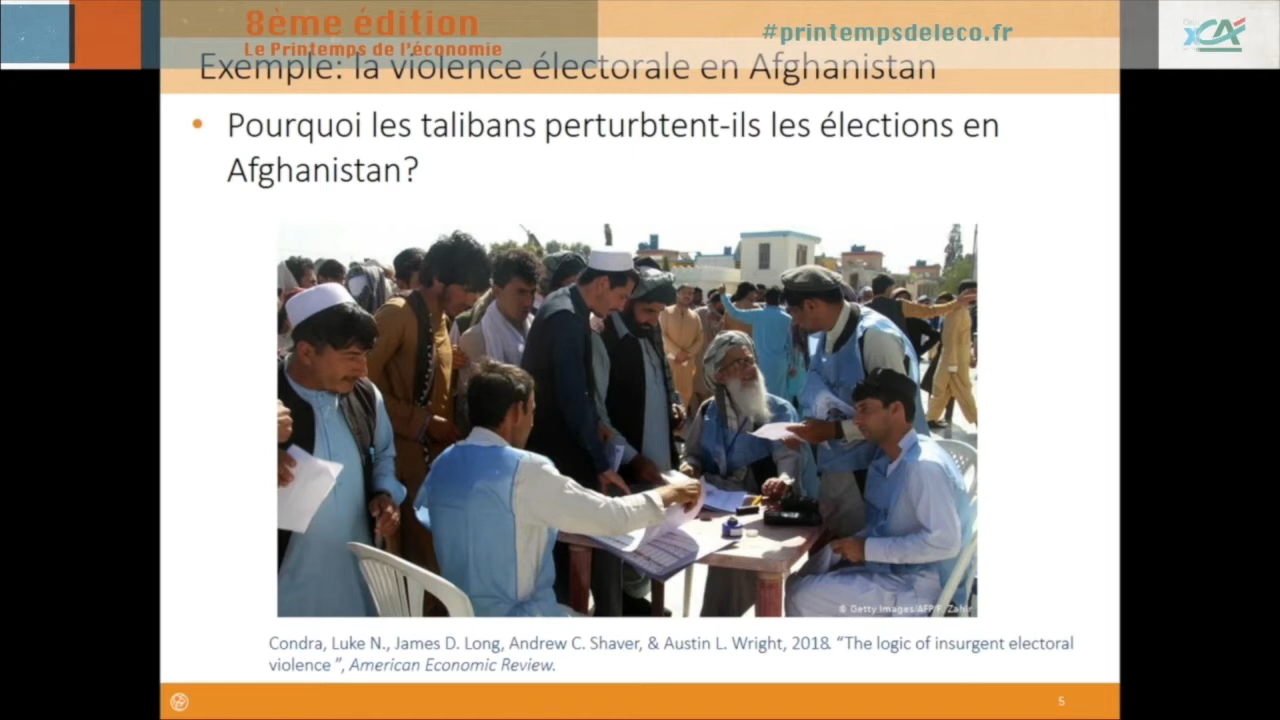 8ème édition
Le Printemps de l'économie
#printempsdeleco.fr
CA
Exemple: la violence électorale en Afghanistan
• Pourquoi les talibans perturbtent-ils les élections en
Afghanistan?
© Getty Images/AFP/F. Zahir
Condra, Luke N., James D. Long, Andrew C. Shaver, & Austin L. Wright, 2018. “The logic of insurgent electoral
violence ”, American Economic Review.
5